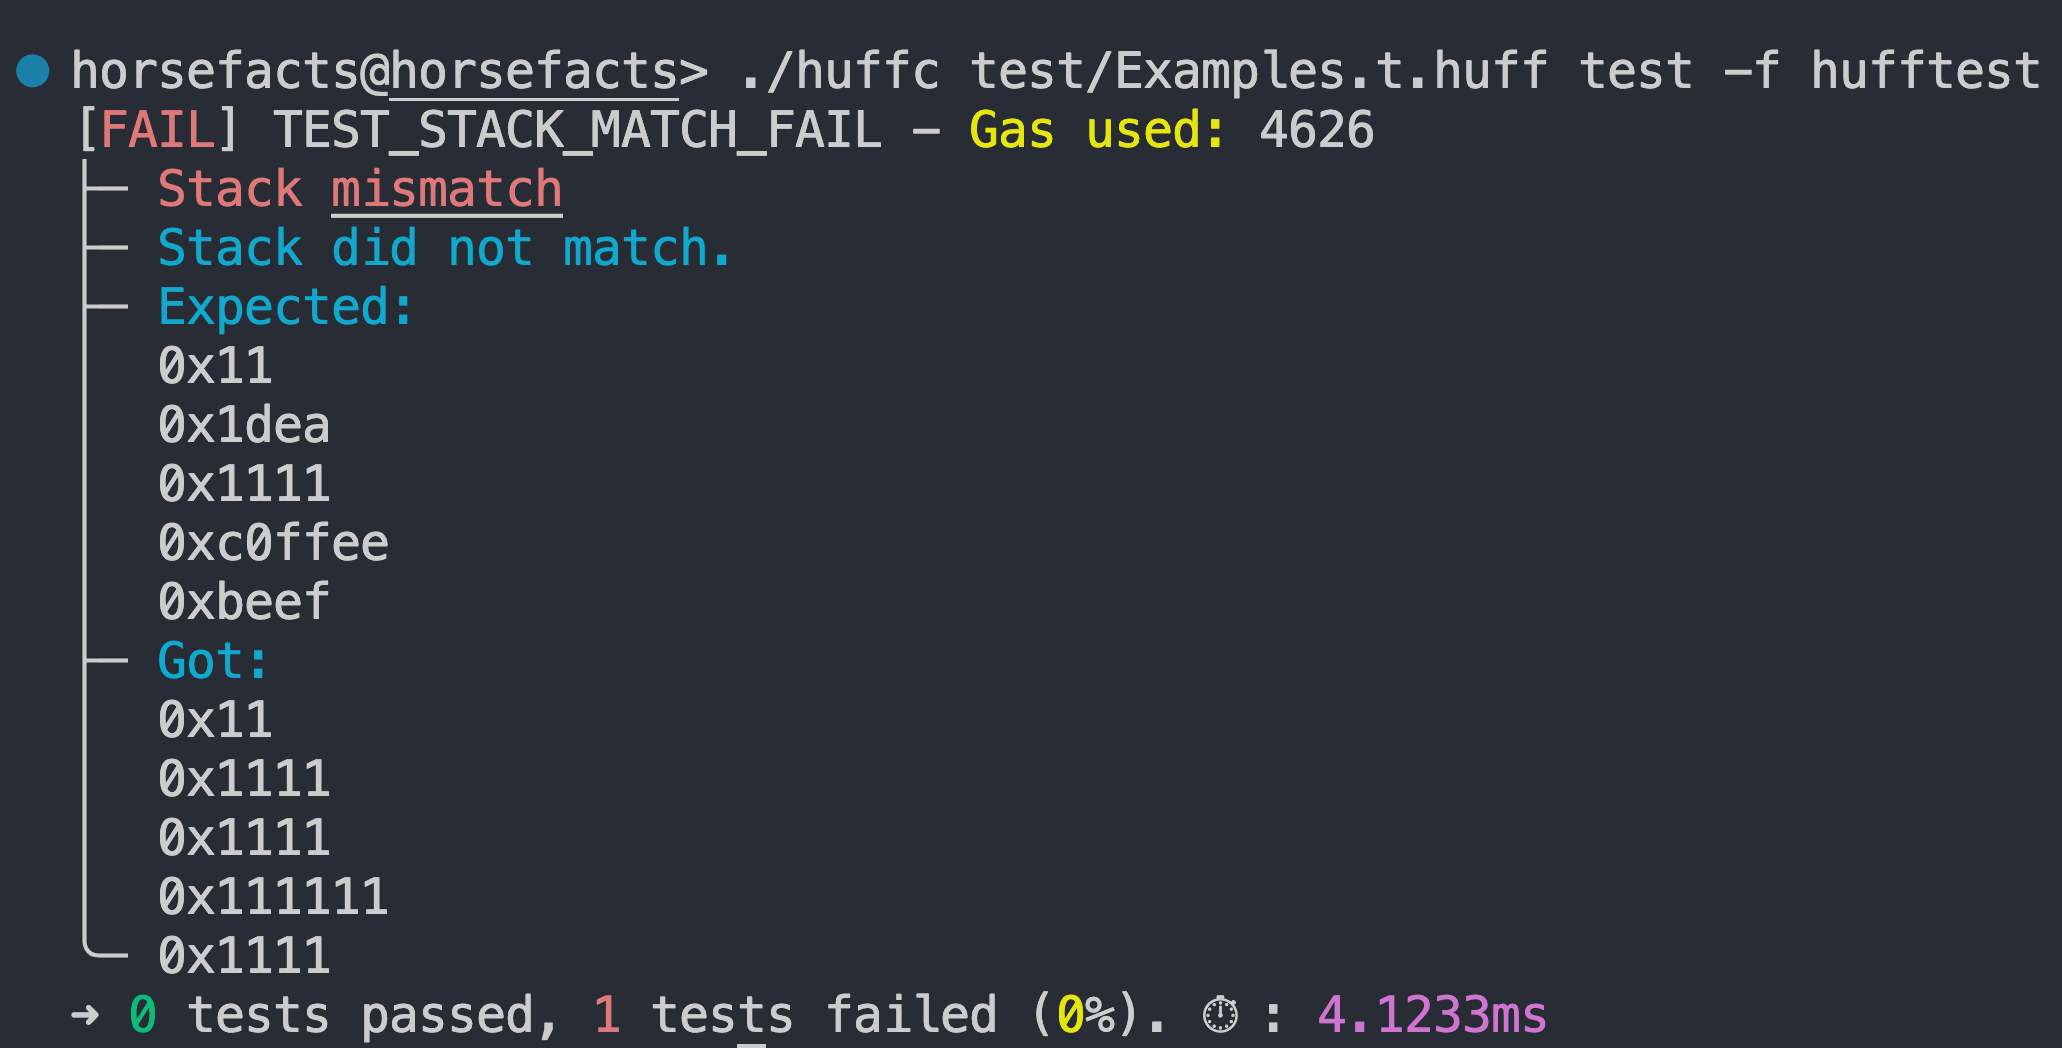 horsefacts@horsefacts> ./huffc test/Examples.t.huff test -f hufftest
[FAIL] TEST_STACK_MATCH_FAIL - Gas used: 4626
├─ Stack mismatch
├─ Stack did not match.
├─ Expected:
0x11
0x1dea
0x1111
0xc0ffee
0xbeef
├─ Got:
0x11
0x1111
0x1111
0x111111
╰─ 0x1111
➜ 0 tests passed, 1 tests failed (0%). ⏱ : 4.1233ms